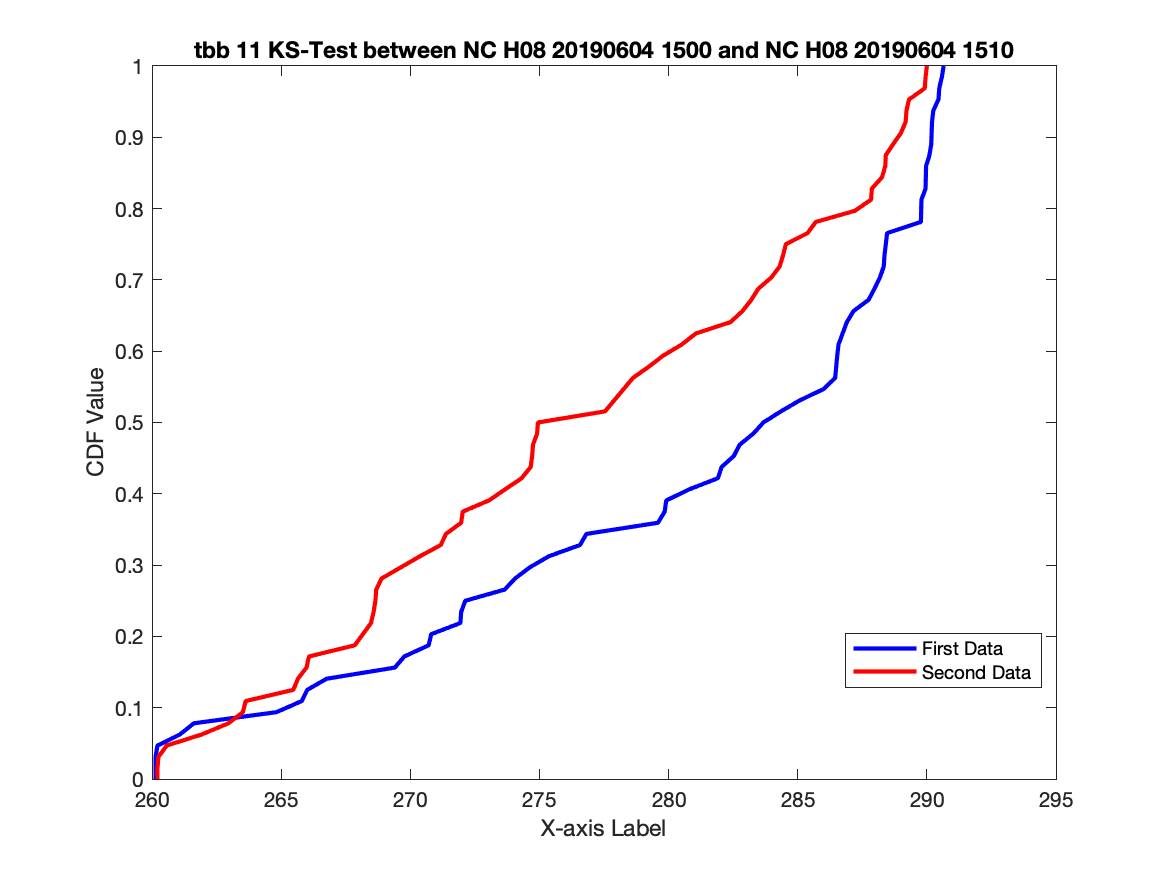 tbb 11 KS-Test between NC H08 20190604 1500 and NC H08 20190604 1510
1
0.9
0.8
0.7
0.6
0.5
0.4
0.3
0.2
0.1
0
CDF Value
First Data
Second Data
260 265 270 275 280 285 290 295
X-axis Label